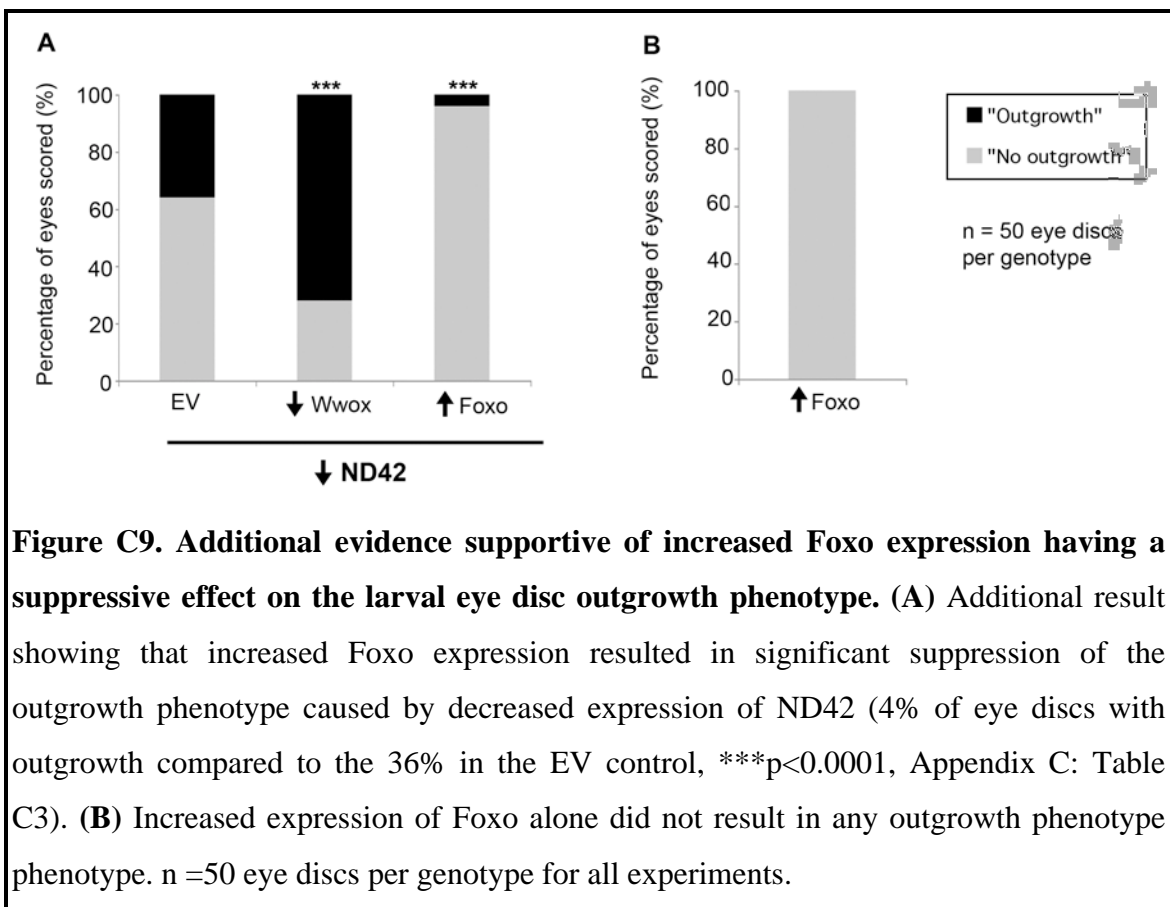 A
Percentage of eyes scored (%)
100
80
60
40
20
0
***
***
EV
↓ Wwox
↑ Foxo
↓ ND42
B
Percentage of eyes scored (%)
100
80
60
40
20
0
↑ Foxo
"Outgrowth"
"No outgrowth"
n = 50 eye discs
per genotype
Figure C9. Additional evidence supportive of increased Foxo expression having a
suppressive effect on the larval eye disc outgrowth phenotype. (A) Additional result
showing that increased Foxo expression resulted in significant suppression of the
outgrowth phenotype caused by decreased expression of ND42 (4% of eye discs with
outgrowth compared to the 36% in the EV control, ***p<0.0001, Appendix C: Table
C3). (B) Increased expression of Foxo alone did not result in any outgrowth phenotype
phenotype. n =50 eye discs per genotype for all experiments.